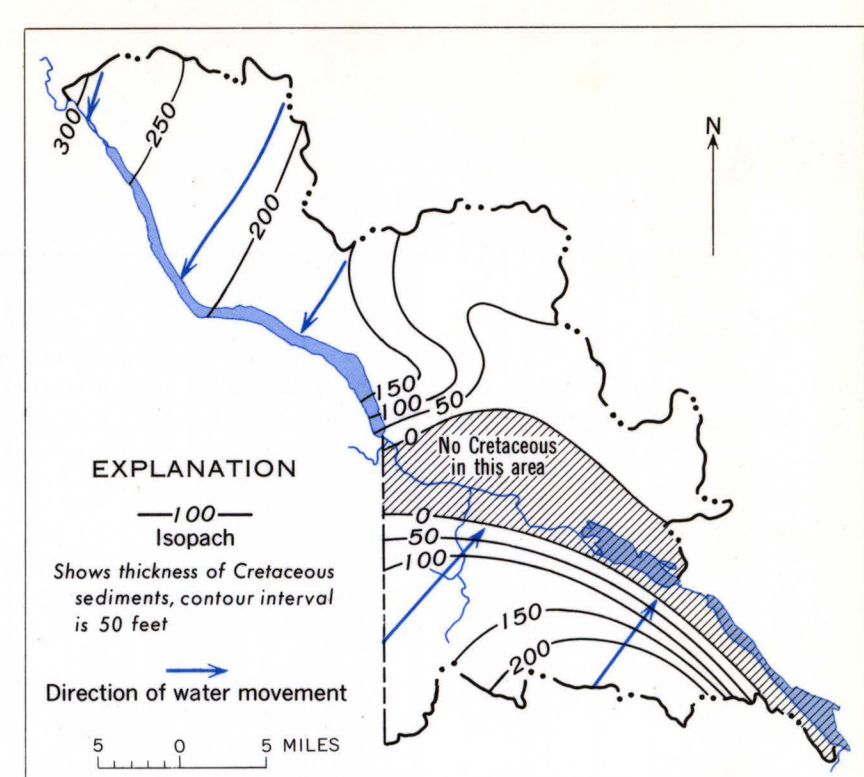 N
300
250
200
150
100
50
0
No Cretaceous
in this area
0
50
100
150
200
EXPLANATION
100
Isopach
Shows thickness of Cretaceous
sediments, contour interval
is 50 feet
Direction of water movement
5 0 5 MILES